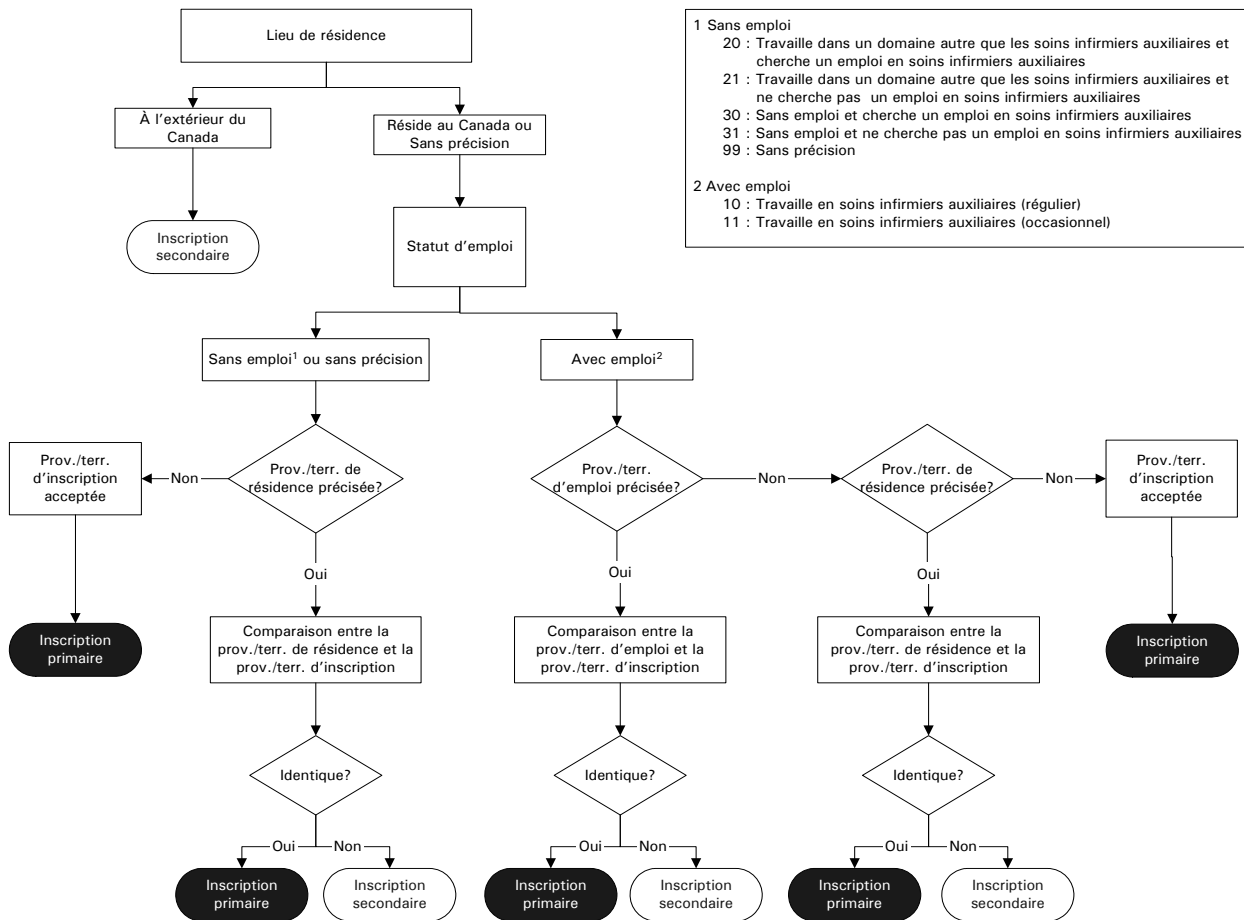 Lieu de résidence
À l'extérieur du
Canada
Réside au Canada ou
Sans précision
Inscription
secondaire
Statut d'emploi
1 Sans emploi
20 : Travaille dans un domaine autre que les soins infirmiers auxiliaires et
cherche un emploi en soins infirmiers auxiliaires
21 : Travaille dans un domaine autre que les soins infirmiers auxiliaires et
ne cherche pas un emploi en soins infirmiers auxiliaires
30 : Sans emploi et cherche un emploi en soins infirmiers auxiliaires
31 : Sans emploi et ne cherche pas un emploi en soins infirmiers auxiliaires
99 : Sans précision
2 Avec emploi
10 : Travaille en soins infirmiers auxiliaires (régulier)
11 : Travaille en soins infirmiers auxiliaires (occasionnel)
Sans emploi¹ ou sans précision
Avec emploi²
Prov./terr.
d'inscription
acceptée
Non
Prov./terr. de
résidence précisée?
Prov./terr.
d'emploi précisée?
Non
Prov./terr. de
résidence précisée?
Non
Prov./terr.
d'inscription
acceptée
Oui
Oui
Oui
Inscription
primaire
Comparaison entre la
prov./terr. de résidence et la
prov./terr. d'inscription
Comparaison entre la
prov./terr. d'emploi et la
prov./terr. d'inscription
Comparaison entre la
prov./terr. de résidence et la
prov./terr. d'inscription
Inscription
primaire
Identique?
Identique?
Identique?
Oui
Non
Oui
Non
Oui
Non
Inscription
primaire
Inscription
secondaire
Inscription
primaire
Inscription
secondaire
Inscription
primaire
Inscription
secondaire